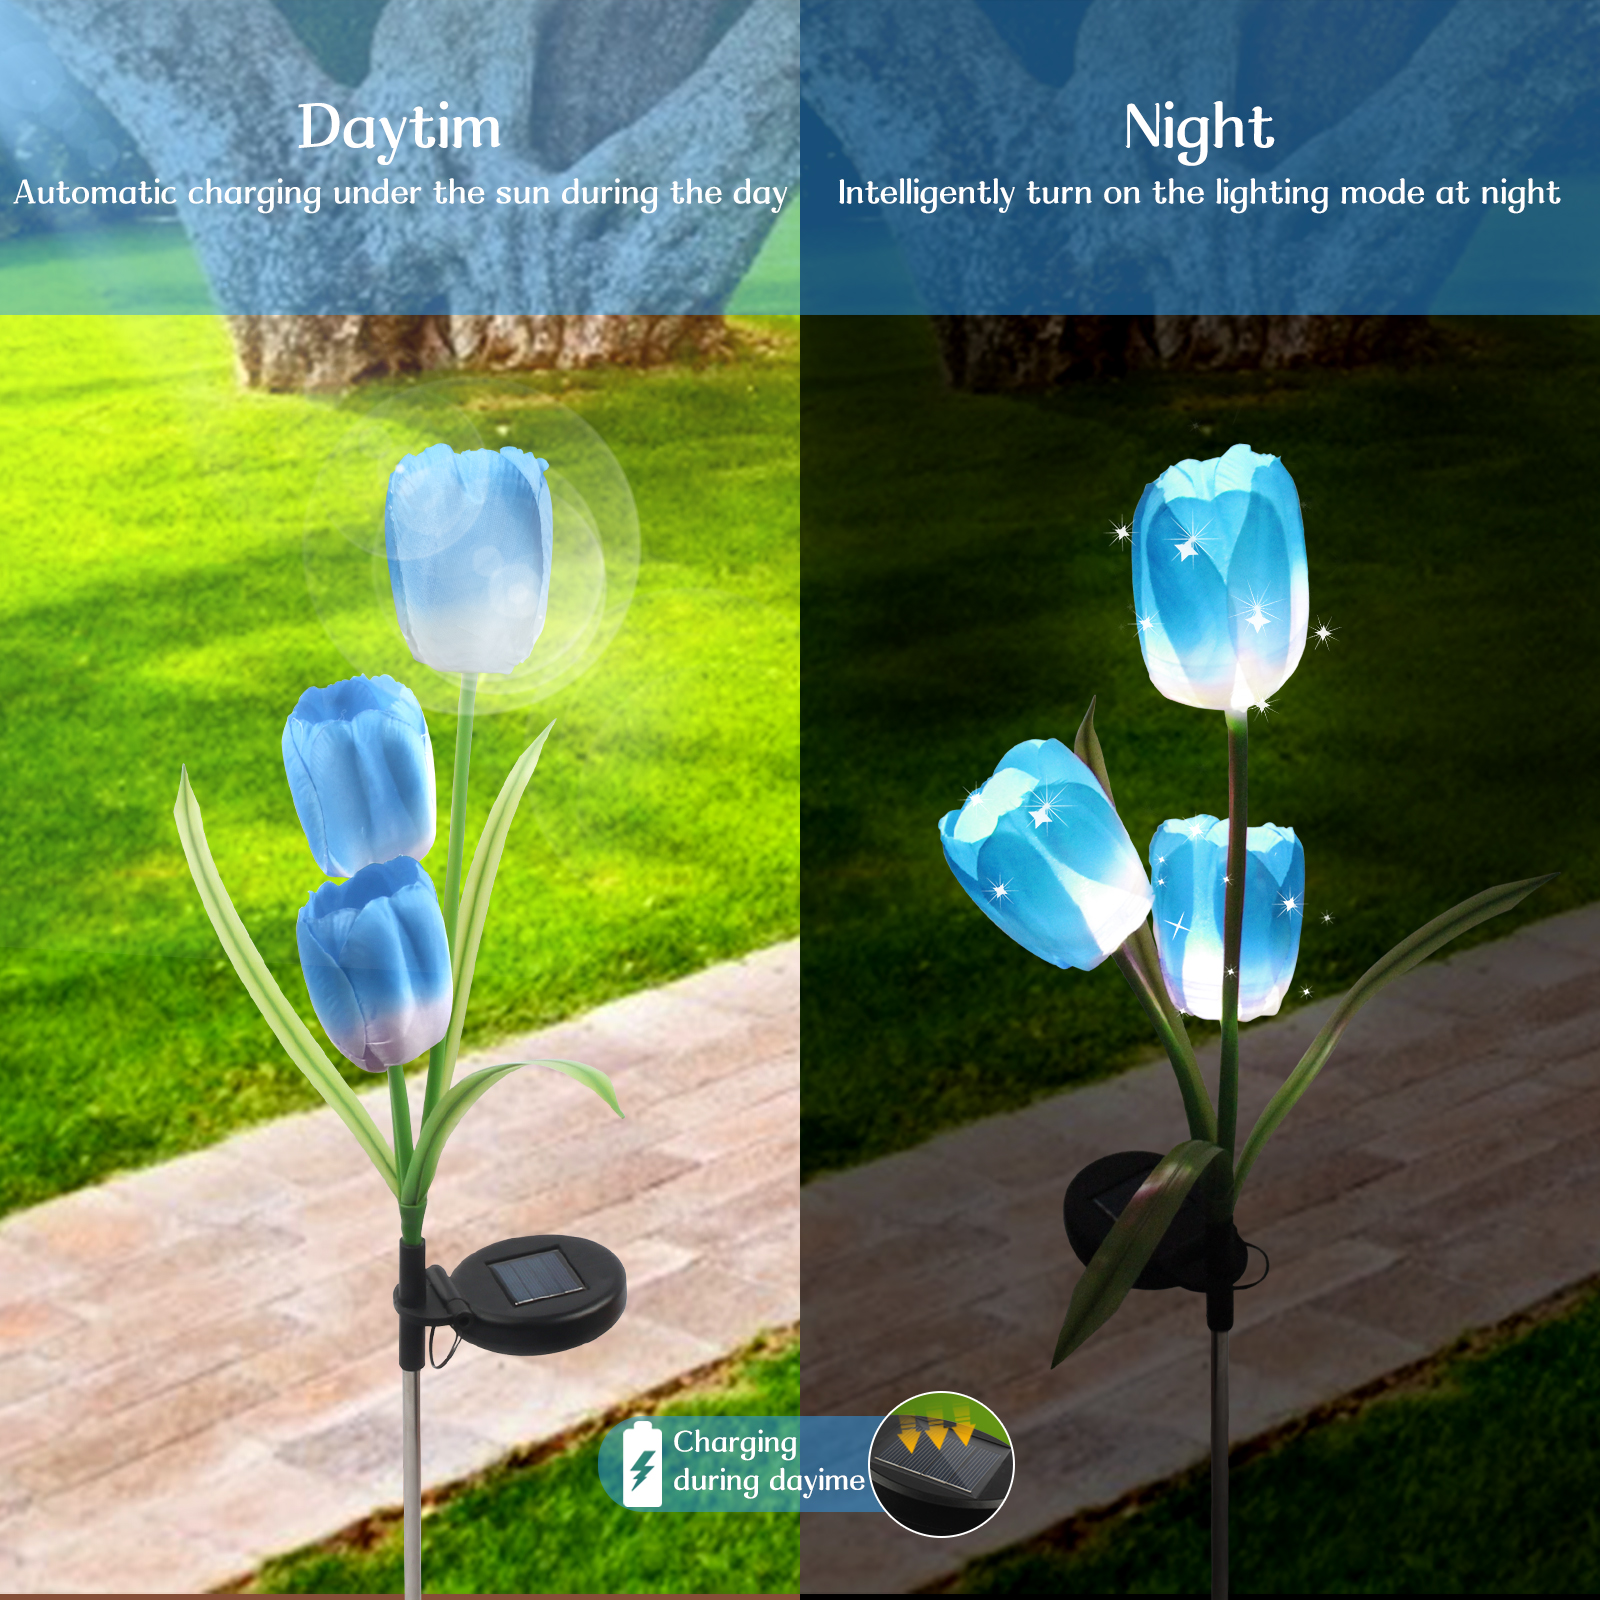 Daytim
Automatic charging under the sun during the day
Night
Intelligently turn on the lighting mode at night
Charging
during dayime